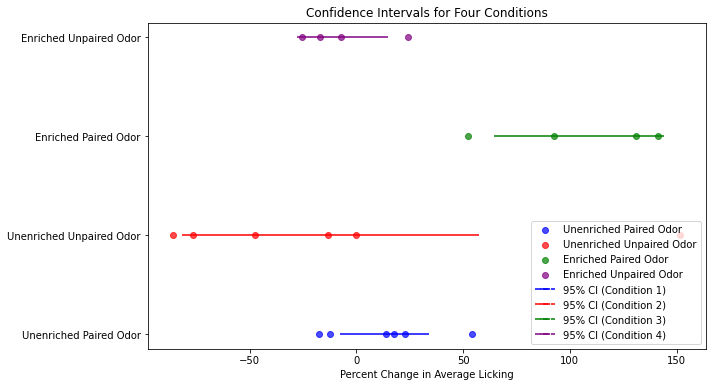 Confidence Intervals for Four Conditions
Enriched Unpaired Odor
Enriched Paired Odor
Unenriched Unpaired Odor
Unenriched Paired Odor
Unenriched Paired Odor
Unenriched Unpaired Odor
Enriched Paired Odor
Enriched Unpaired Odor
95% CI (Condition 1)
95% CI (Condition 2)
95% CI (Condition 3)
95% CI (Condition 4)
−50 0 50 100 150
Percent Change in Average Licking